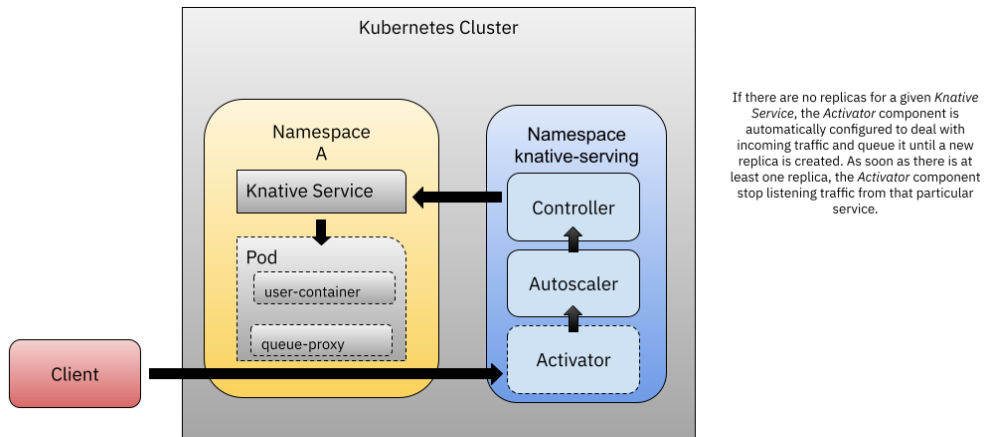 Kubernetes Cluster
Namespace
A
Knative Service
Pod
user-container
queue-proxy
Client
Namespace
knative-serving
Controller
Autoscaler
Activator
If there are no replicas for a given Knative
Service, the Activator component is
automatically configured to deal with
incoming traffic and queue it until a new
replica is created. As soon as there is at
least one replica, the Activator component
stop listening traffic from that particular
service.